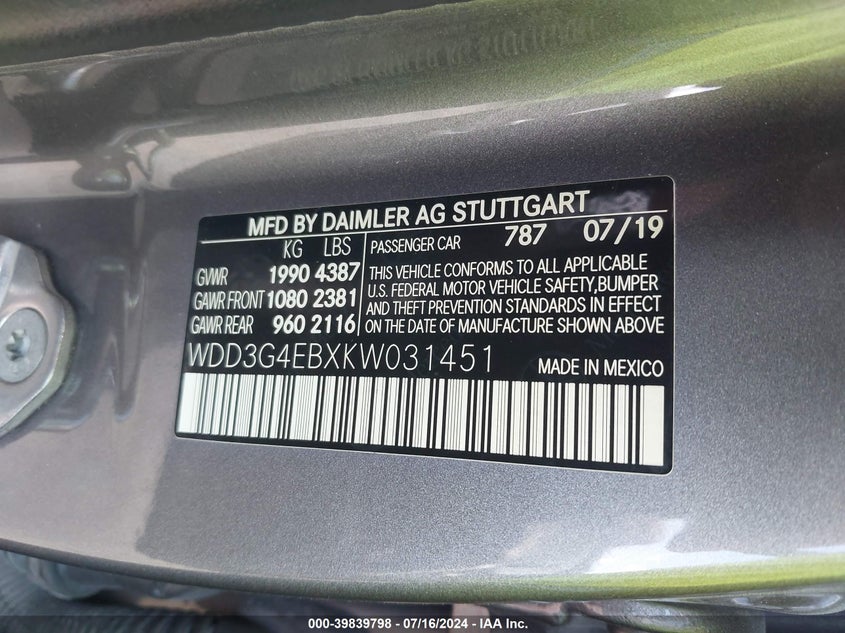 MFD BY DAIMLER AG STUTTGART
KG LBS
GVWR 1990 4387
GAWR FRONT 1080 2381
GAWR REAR 960 2116
PASSENGER CAR 787 07/19
THIS VEHICLE CONFORMS TO ALL APPLICABLE
U.S. FEDERAL MOTOR VEHICLE SAFETY,BUMPER
AND THEFT PREVENTION STANDARDS IN EFFECT
ON THE DATE OF MANUFACTURE SHOWN ABOVE
WDD3G4EBXKW031451 MADE IN MEXICO
000-39839798 - 07/16/2024 - IAA Inc.